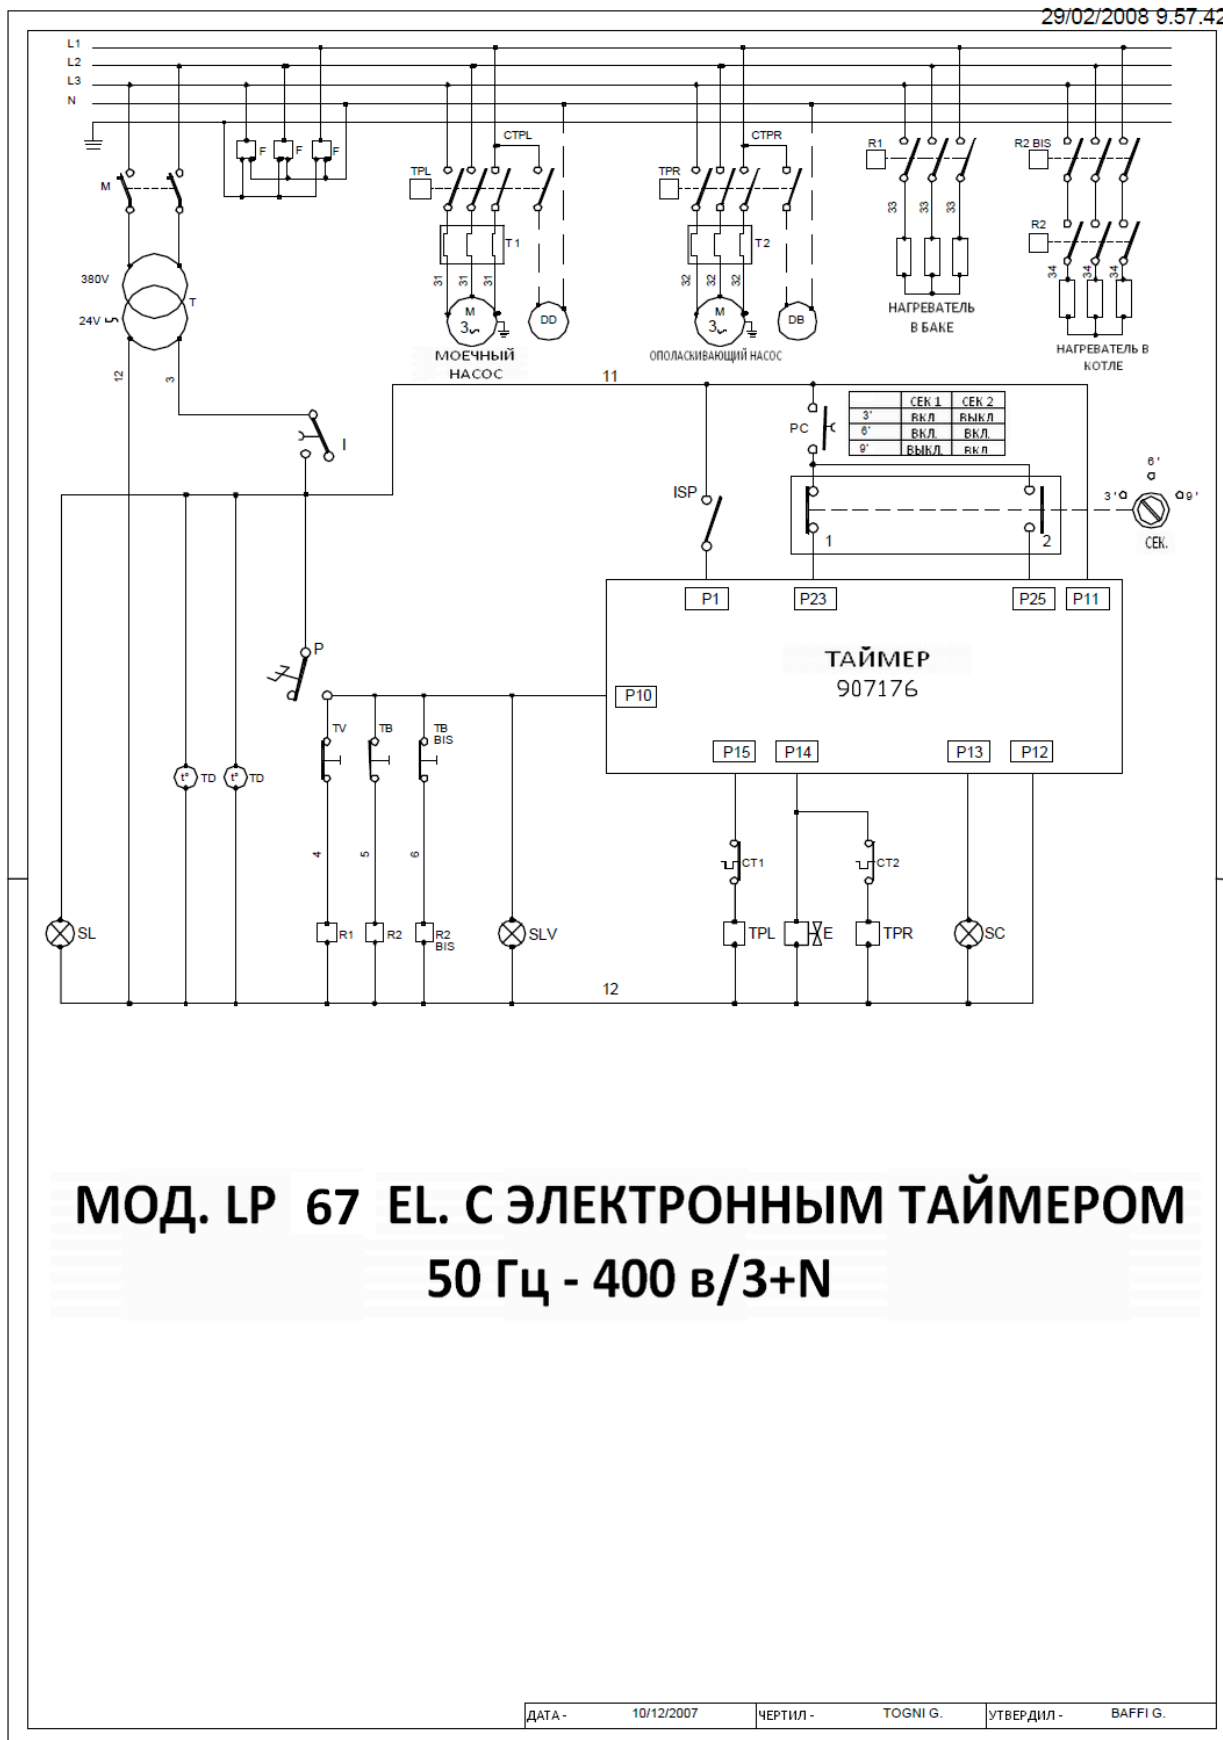 29/02/2008 9.57.42
L1
L2
L3
N
CTPL
CTPR
F
F
F
TPL
TPR
R1
R2 BIS
M
T1
T2
33
33
33
R2
380V
T
24V
31
31
31
32
32
32
34
34
34
M
3
DD
M
3
DB
НАГРЕВАТЕЛЬ
В БАКЕ
МОЕЧНЫЙ
НАСОС
ОПОЛАСКИВАЮЩИЙ НАСОС
НАГРЕВАТЕЛЬ В
КОТЛЕ
12
3
11
I
PC
СЕК 1 СЕК 2
3' ВКЛ ВЫКЛ
6' ВКЛ. ВКЛ.
9' ВЫКЛ. ВКЛ
ISP
6'
3'
9'
1
2
СЕК.
P1
P23
P25
P11
ТАЙМЕР
907176
P
P10
TV
TB
TB
BIS
P15
P14
P13
P12
t° TD
t° TD
4
5
6
CT1
CT2
SL
R1
R2
R2
BIS
SLV
TPL
E
TPR
SC
12
МОД. LP 67 EL. С ЭЛЕКТРОННЫМ ТАЙМЕРОМ
50 Гц - 400 в/3+N
ДАТА - 10/12/2007 ЧЕРТИЛ - TOGNI G. УТВЕРДИЛ - BAFFI G.